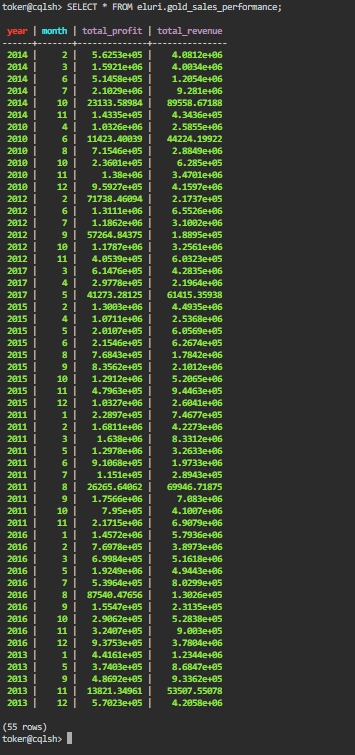 token@cqlsh> SELECT * FROM eluri.gold_sales_performance;
year | month | total_profit | total_revenue
------+-------+--------------+---------------
2014 | 2 | 5.6253e+05 | 4.0812e+06
2014 | 3 | 1.5921e+06 | 4.0034e+06
2014 | 6 | 5.1458e+05 | 1.2054e+06
2014 | 7 | 2.1029e+06 | 9.281e+06
2014 | 10 | 23133.58984 | 89558.67188
2014 | 11 | 1.4335e+06 | 4.3436e+05
2010 | 4 | 1.0326e+06 | 2.5855e+06
2010 | 6 | 11423.40039 | 44224.19922
2010 | 8 | 7.1546e+05 | 2.8849e+06
2010 | 10 | 2.3601e+05 | 6.285e+05
2010 | 11 | 1.38e+06 | 3.4701e+06
2010 | 12 | 9.5927e+05 | 4.1597e+06
2012 | 2 | 71738.46094 | 2.1737e+05
2012 | 6 | 1.3111e+06 | 6.5526e+06
2012 | 7 | 1.1862e+06 | 3.1002e+06
2012 | 9 | 57264.84375 | 1.8895e+05
2012 | 10 | 1.1787e+06 | 3.2561e+06
2012 | 11 | 4.0539e+05 | 6.0323e+05
2017 | 3 | 6.1476e+05 | 4.2835e+06
2017 | 4 | 2.9778e+05 | 2.1964e+06
2017 | 5 | 41273.28125 | 61415.35938
2015 | 2 | 1.3003e+06 | 4.4935e+06
2015 | 4 | 1.0711e+06 | 2.5368e+06
2015 | 5 | 2.0107e+05 | 6.0569e+05
2015 | 6 | 2.1546e+06 | 6.2674e+06
2015 | 8 | 7.6843e+05 | 1.7842e+06
2015 | 9 | 8.3562e+05 | 2.1012e+06
2015 | 10 | 1.2912e+06 | 5.2065e+06
2015 | 11 | 4.7963e+05 | 9.4463e+05
2015 | 12 | 1.0327e+06 | 2.6041e+06
2011 | 1 | 2.2897e+05 | 7.4677e+05
2011 | 2 | 1.6811e+06 | 4.2273e+06
2011 | 3 | 1.638e+06 | 8.3312e+06
2011 | 5 | 1.2978e+06 | 3.2633e+06
2011 | 6 | 9.1068e+05 | 1.9733e+06
2011 | 7 | 1.151e+05 | 2.8943e+05
2011 | 8 | 26265.64062 | 69946.71875
2011 | 9 | 1.7566e+06 | 7.083e+06
2011 | 10 | 7.95e+05 | 4.1007e+06
2011 | 11 | 2.1715e+06 | 6.9079e+06
2016 | 1 | 1.4572e+06 | 5.7936e+06
2016 | 2 | 7.6978e+05 | 3.8973e+06
2016 | 3 | 6.9984e+05 | 5.1618e+06
2016 | 5 | 1.9249e+06 | 4.9443e+06
2016 | 7 | 5.3964e+05 | 8.0299e+05
2016 | 8 | 87540.47656 | 1.3026e+05
2016 | 9 | 1.5547e+05 | 2.3135e+05
2016 | 10 | 2.9062e+05 | 5.2838e+05
2016 | 11 | 3.2407e+05 | 9.003e+05
2016 | 12 | 9.3753e+05 | 3.7804e+06
2013 | 1 | 4.4161e+05 | 1.2344e+06
2013 | 5 | 3.7403e+05 | 8.6847e+05
2013 | 9 | 4.8692e+05 | 9.3362e+05
2013 | 11 | 13821.34961 | 53507.55078
2013 | 12 | 5.7023e+05 | 4.2058e+06
(55 rows)
token@cqlsh>